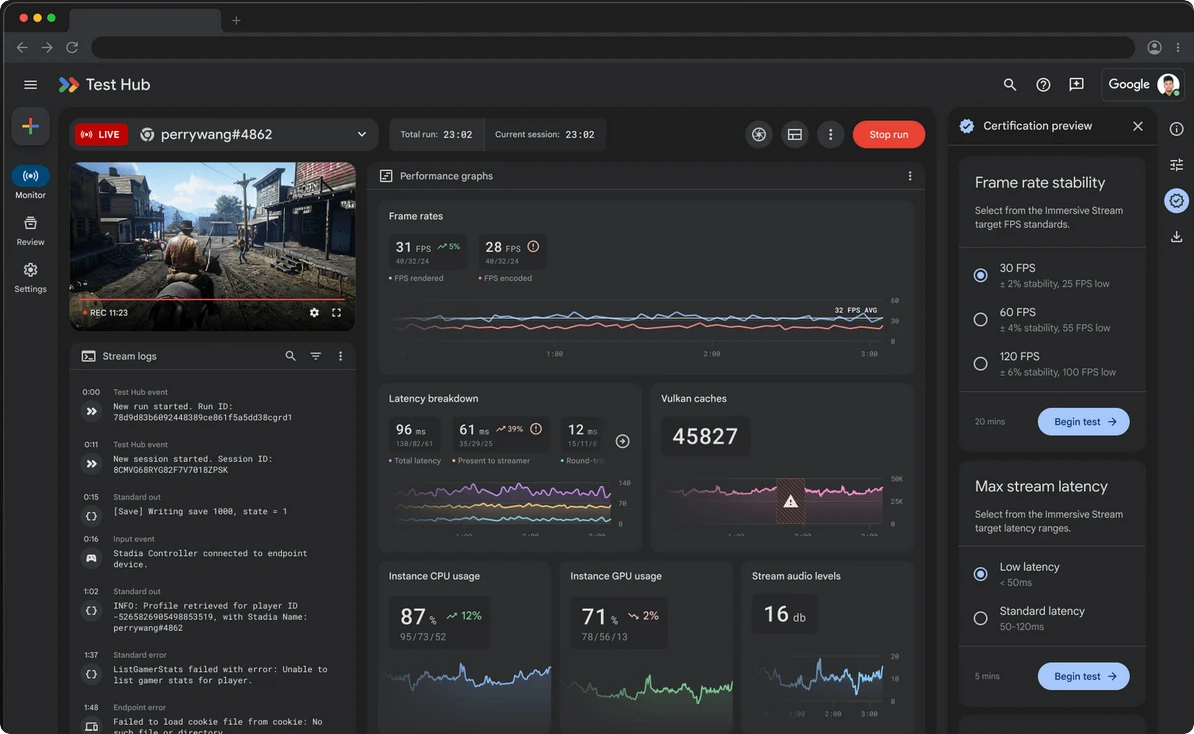 Test Hub
Google
Monitor
Review
Settings
LIVE
perrywang#4862
Total run: 23:02
Current session: 23:02
Stop run
REC 11:23
Stream logs
0:00
Test Hub event
New run started. Run ID:
78d9d83b6092448389ce861f5a5dd38cgrd1
0:11
Test Hub event
New session started. Session ID:
8CMVG68RYG82F7V7018ZPSK
0:15
Standard out
[Save] Writing save 1000, state = 1
0:16
Input event
Stadia Controller connected to endpoint
device.
1:02
Standard out
INFO: Profile retrieved for player ID
-5265826905498853519, with Stadia Name:
perrywang#4862
1:37
Standard error
ListGamerStats failed with error: Unable to
list gamer stats for player.
1:48
Endpoint error
Failed to load cookie file from cookie: No
such file or directory
Performance graphs
Frame rates
31 FPS 5%
40/32/24
FPS rendered
28 FPS
40/32/24
FPS encoded
32 FPS AVG
60
30
0
1:00
2:00
3:00
Latency breakdown
96 ms
130/82/61
Total latency
61 ms 39%
35/29/25
Present to streamer
12 ms
15/11/8
140
70
0
Vulkan caches
45827
50K
25K
0
Instance CPU usage
87% 12%
95/73/52
Instance GPU usage
71% 2%
78/56/13
Stream audio levels
16 db
20
10
0
1:00
2:00
3:00
Certification preview
Frame rate stability
Select from the Immersive Stream
target FPS standards.
30 FPS
± 2% stability, 25 FPS low
60 FPS
± 4% stability, 55 FPS low
120 FPS
± 6% stability, 100 FPS low
20 mins
Begin test
Max stream latency
Select from the Immersive Stream
target latency ranges.
Low latency
< 50ms
Standard latency
50-120ms
5 mins
Begin test